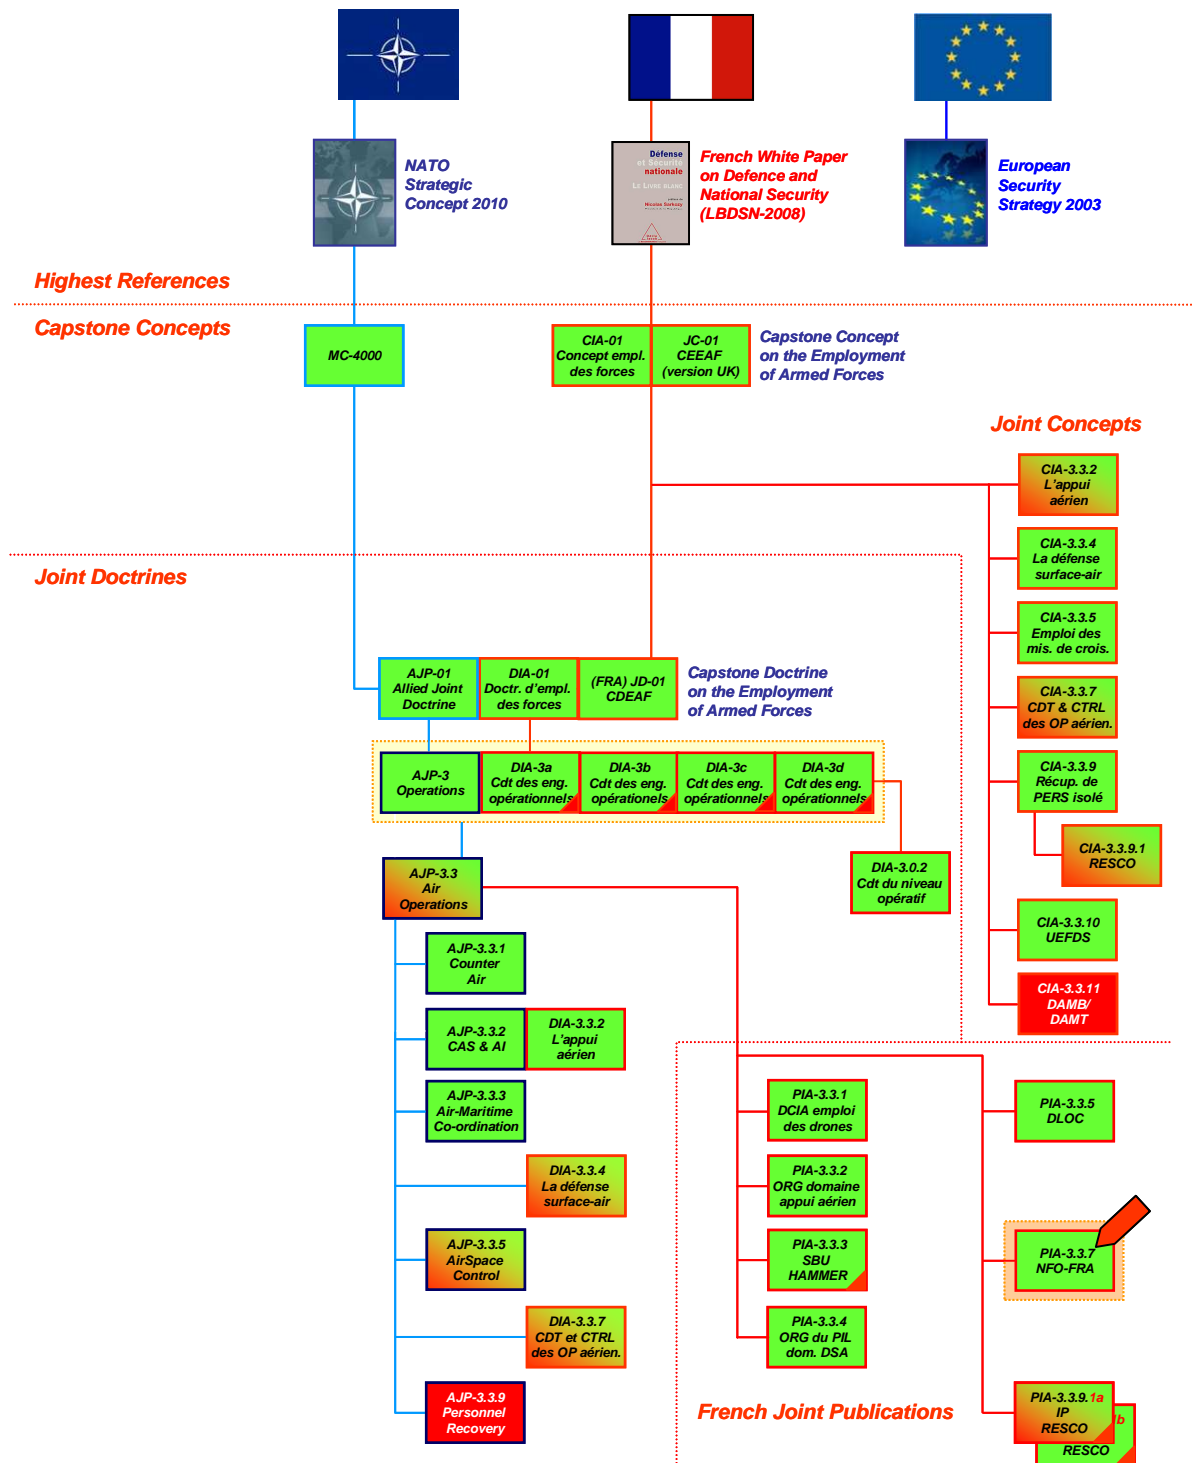 Défense
et Sécurité
nationale
LE LIVRE BLANC
Nicolas Sarkozy
NATO
Strategic
Concept 2010
French White Paper
on Defence and
National Security
(LBDSN-2008)
European
Security
Strategy 2003
Highest References
Capstone Concepts
MC-4000
CIA-01
Concept empl.
des forces
JC-01
CEEAF
(version UK)
Capstone Concept
on the Employment
of Armed Forces
Joint Concepts
CIA-3.3.2
L'appui
aérien
CIA-3.3.4
La défense
surface-air
CIA-3.3.5
Emploi des
mis. de crois.
CIA-3.3.7
CDT & CTRL
des OP aérien.
CIA-3.3.9
Récup. de
PERS isolé
CIA-3.3.9.1
RESCO
CIA-3.3.10
UEFDS
CIA-3.3.11
DAMB/
DAMT
Joint Doctrines
AJP-01
Allied Joint
Doctrine
DIA-01
Doctr. d'empl.
des forces
(FRA) JD-01
CDEAF
Capstone Doctrine
on the Employment
of Armed Forces
AJP-3
Operations
DIA-3a
Cdt des eng.
opérationnels
DIA-3b
Cdt des eng.
opérationels
DIA-3c
Cdt des eng.
opérationnels
DIA-3d
Cdt des eng.
opérationnels
DIA-3.0.2
Cdt du niveau
opératif
AJP-3.3
Air
Operations
AJP-3.3.1
Counter
Air
AJP-3.3.2
CAS & AI
DIA-3.3.2
L'appui
aérien
AJP-3.3.3
Air-Maritime
Co-ordination
DIA-3.3.4
La défense
surface-air
AJP-3.3.5
AirSpace
Control
DIA-3.3.7
CDT et CTRL
des OP aérien.
AJP-3.3.9
Personnel
Recovery
PIA-3.3.1
DCIA emploi
des drones
PIA-3.3.2
ORG domaine
appui aérien
PIA-3.3.3
SBU
HAMMER
PIA-3.3.4
ORG du PIL
dom. DSA
PIA-3.3.5
DLOC
PIA-3.3.7
NFO-FRA
PIA-3.3.9.1a
IP
RESCO
1b
RESCO
French Joint Publications